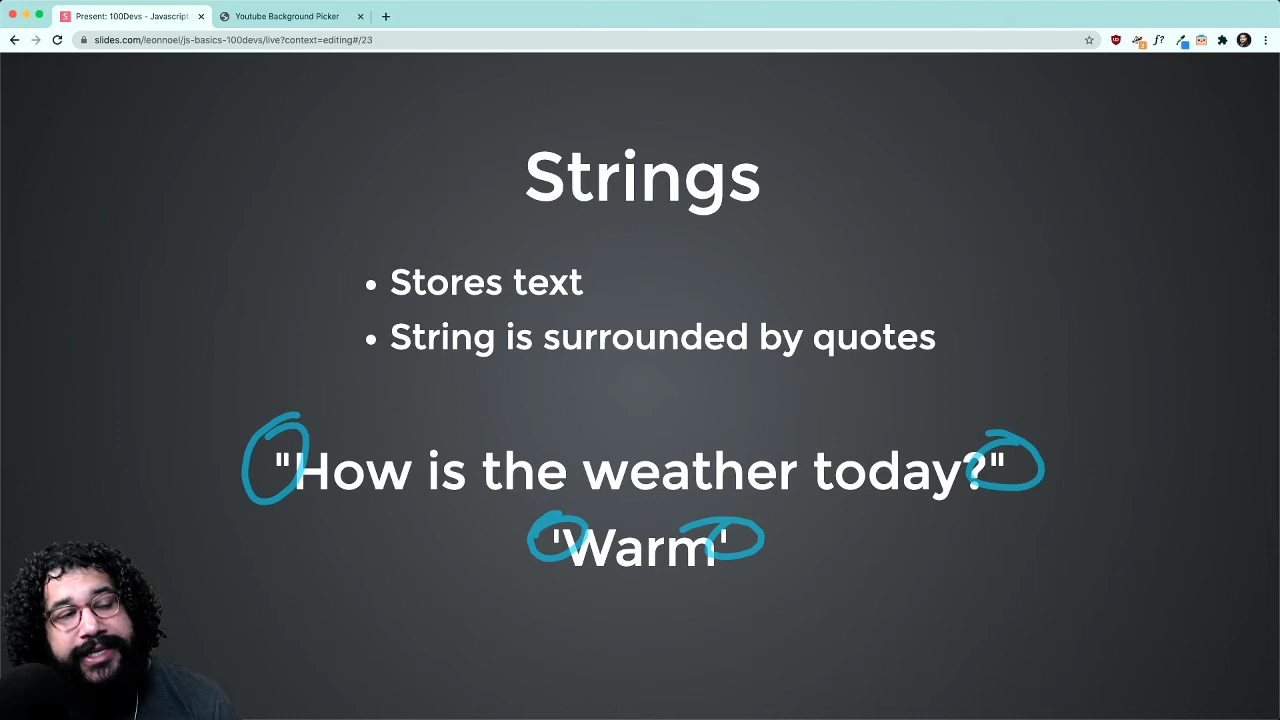 Present: 100Devs - Javascript
Youtube Background Picker
slides.com/leonnoel/js-basics-100devs/live?context=editing#/23
Strings
• Stores text
• String is surrounded by quotes
"How is the weather today?"
'Warm'